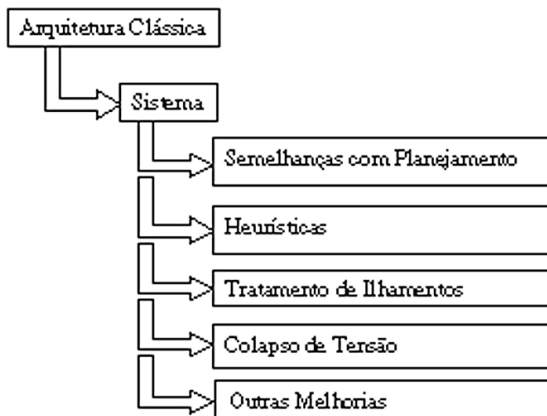 Arquitetura Clássica
Sistema
Semelhanças com Planejamento
Heurísticas
Tratamento de Ilhamentos
Colapso de Tensão
Outras Melhorias